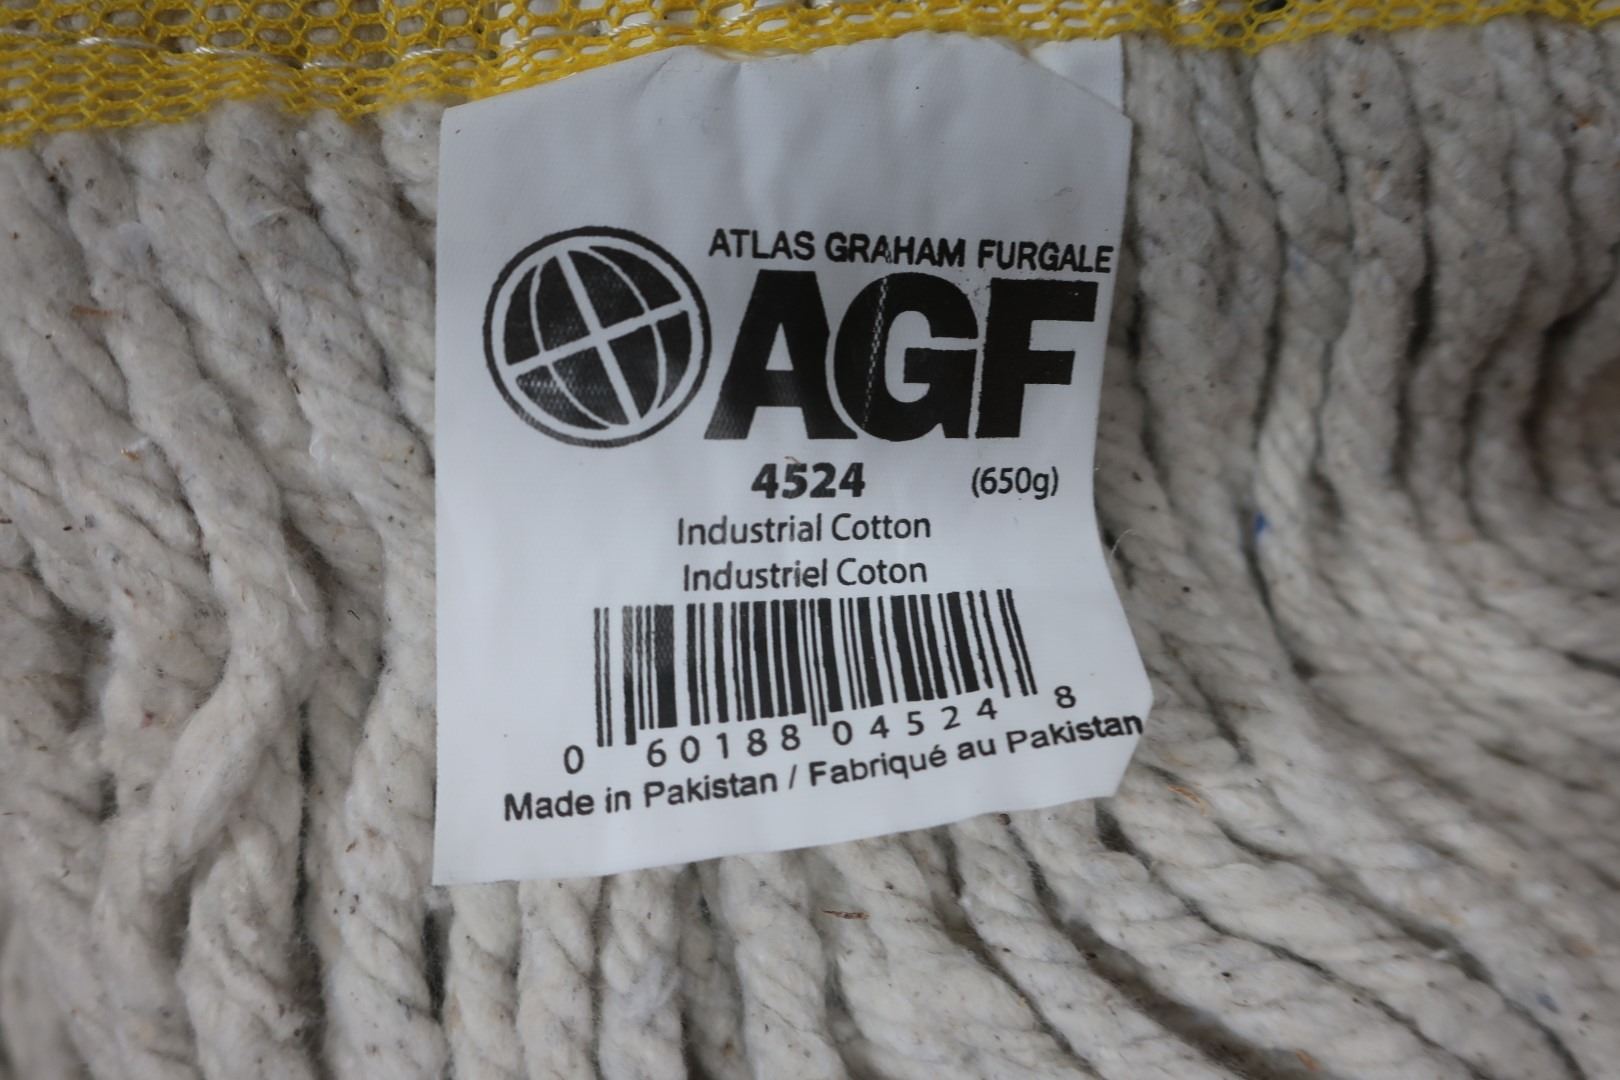 ATLAS GRAHAM FURGALE
AGF
4524 (650g)
Industrial Cotton
Industriel Coton
0 60188 04524 8
Made in Pakistan / Fabriqué au Pakistan